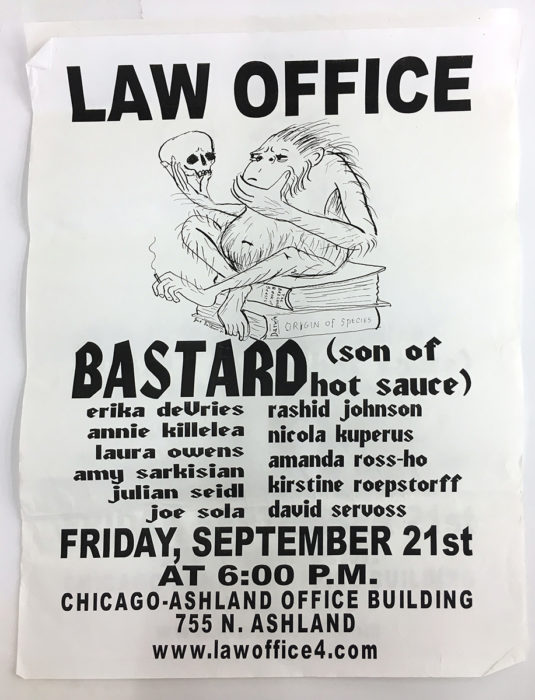 LAW OFFICE
Darwin ORIGIN OF SPECIES
BASTARD (son of hot sauce)
erika deVries
annie killelea
laura owens
amy sarkisian
julian seidl
joe sola
rashid johnson
nicola kuperus
amanda ross-ho
kirstine roepstorff
david servoss
FRIDAY, SEPTEMBER 21st
AT 6:00 P.M.
CHICAGO-ASHLAND OFFICE BUILDING
755 N. ASHLAND
www.lawoffice4.com